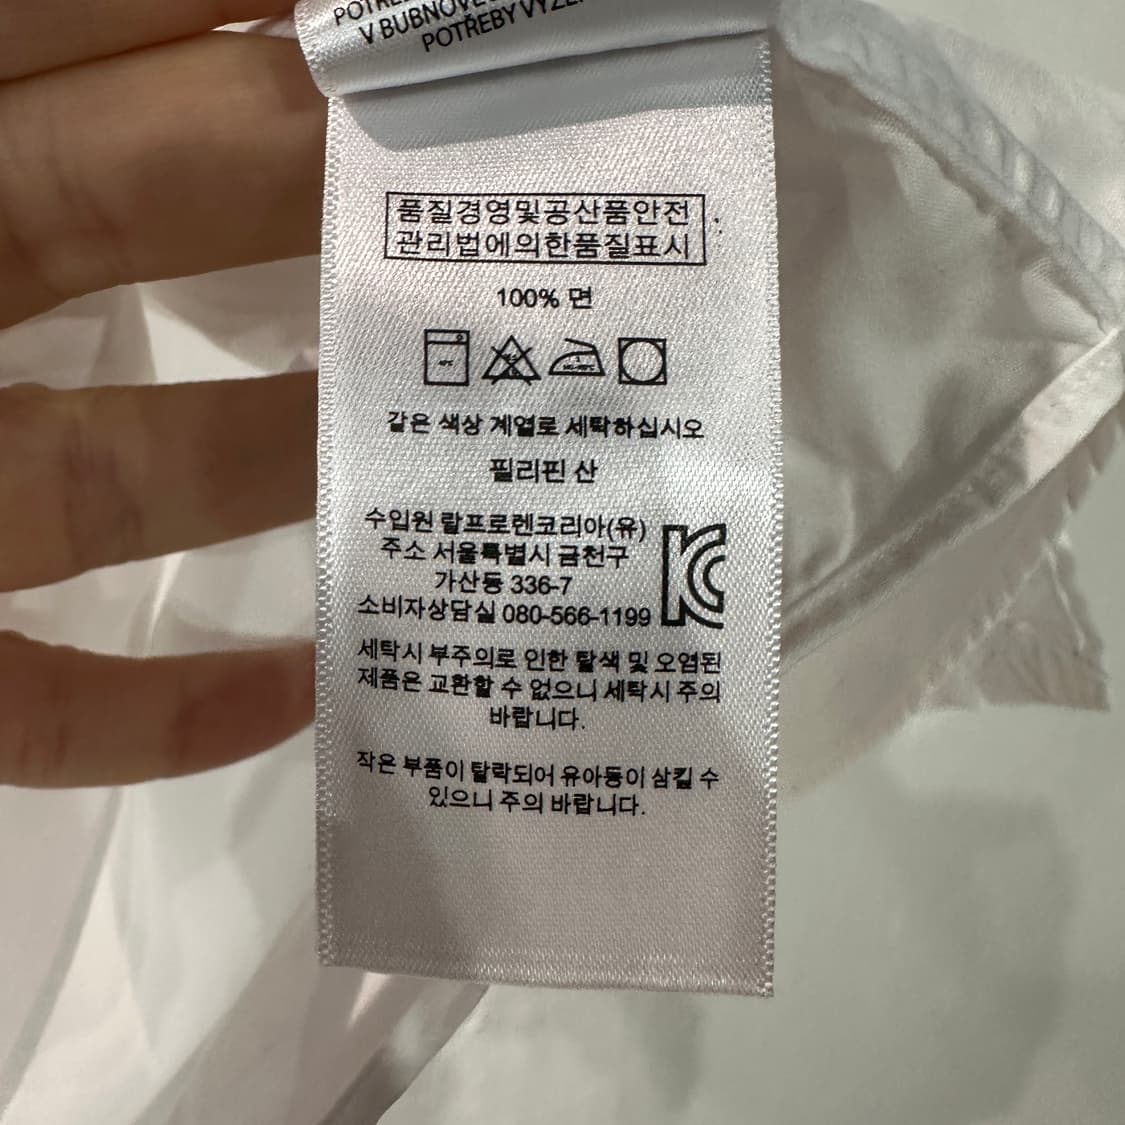 V BUBNOVÉ
POTŘEBY
품질경영및공산품안전
관리법에의한품질표시
100% 면
40°C
같은 색상 계열로 세탁하십시오
필리핀 산
수입원 랄프로렌코리아(유)
주소 서울특별시 금천구
가산동 336-7
소비자상담실 080-566-1199
세탁시 부주의로 인한 탈색 및 오염된
제품은 교환할 수 없으니 세탁시 주의
바랍니다.
작은 부품이 탈락되어 유아동이 삼킬 수
있으니 주의 바랍니다.